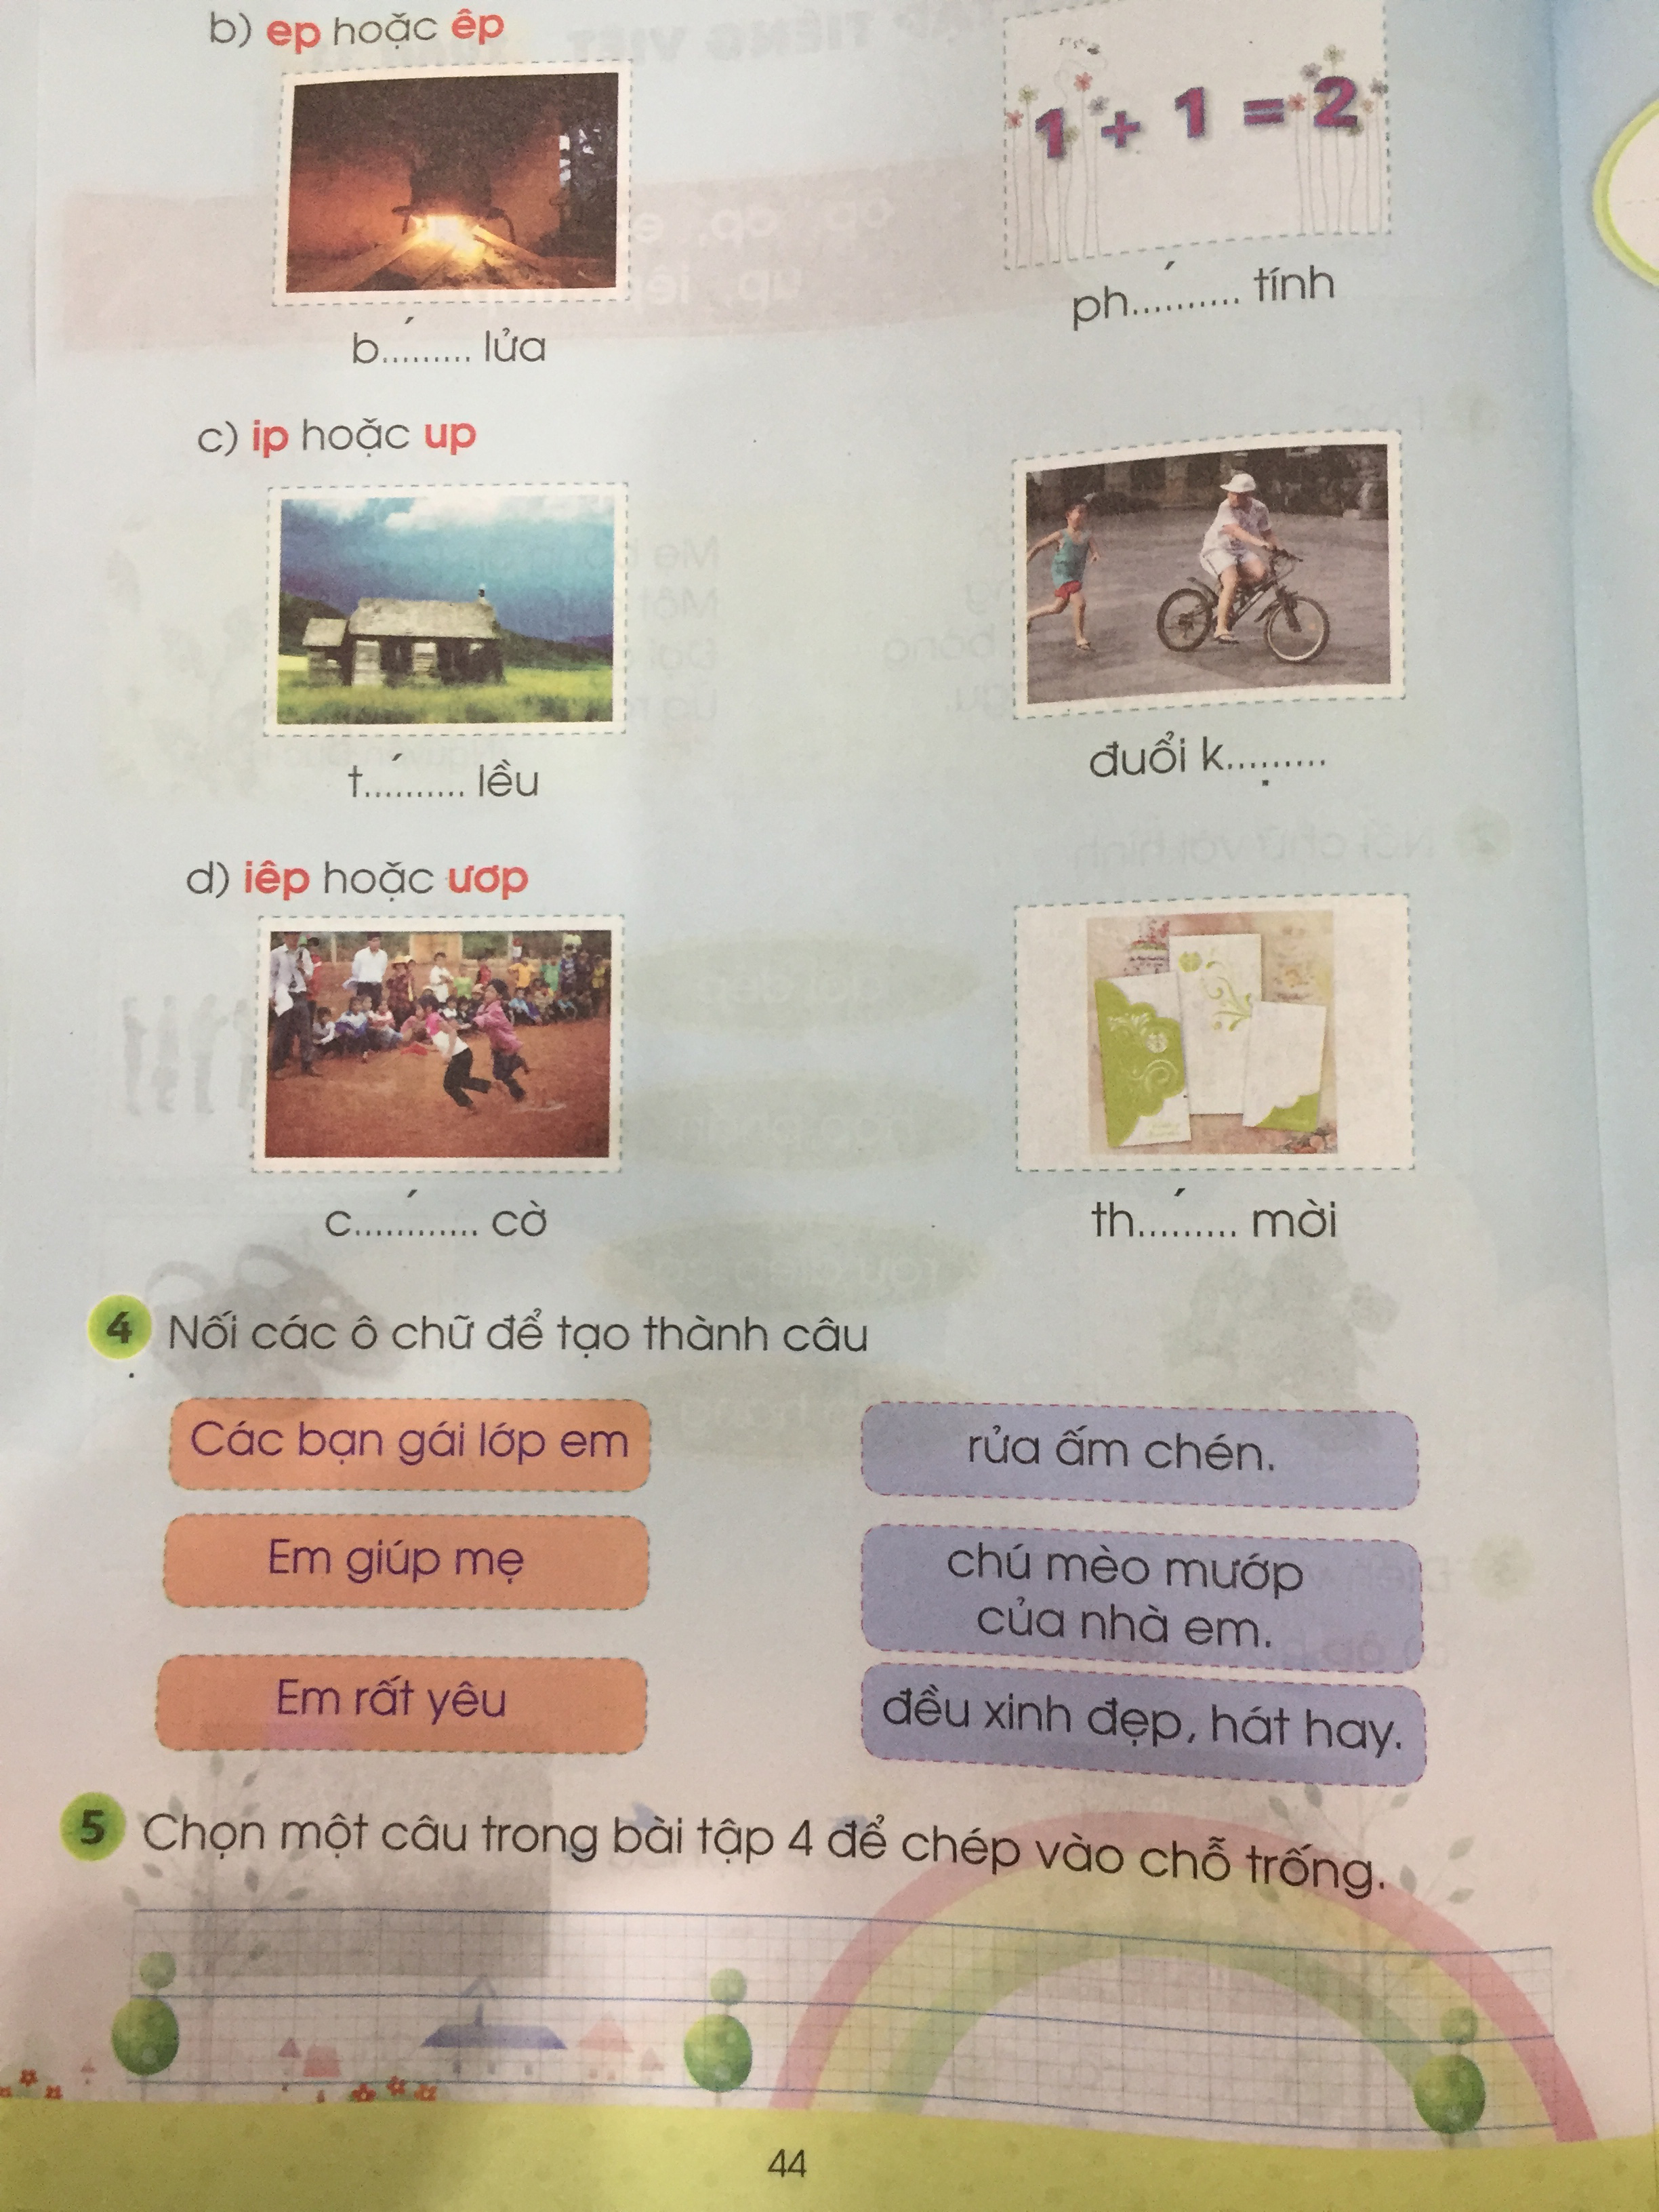 b) ep hoặc êp
1 + 1 = 2
b......... lửa
ph.......... tính
c) ip hoặc up
t.......... lều
đuổi k.........
d) iêp hoặc ươp
c............ cờ
th......... mời
4 Nối các ô chữ để tạo thành câu
Các bạn gái lớp em
rửa ấm chén.
Em giúp mẹ
chú mèo mướp
của nhà em.
Em rất yêu
đều xinh đẹp, hát hay.
5 Chọn một câu trong bài tập 4 để chép vào chỗ trống.
44